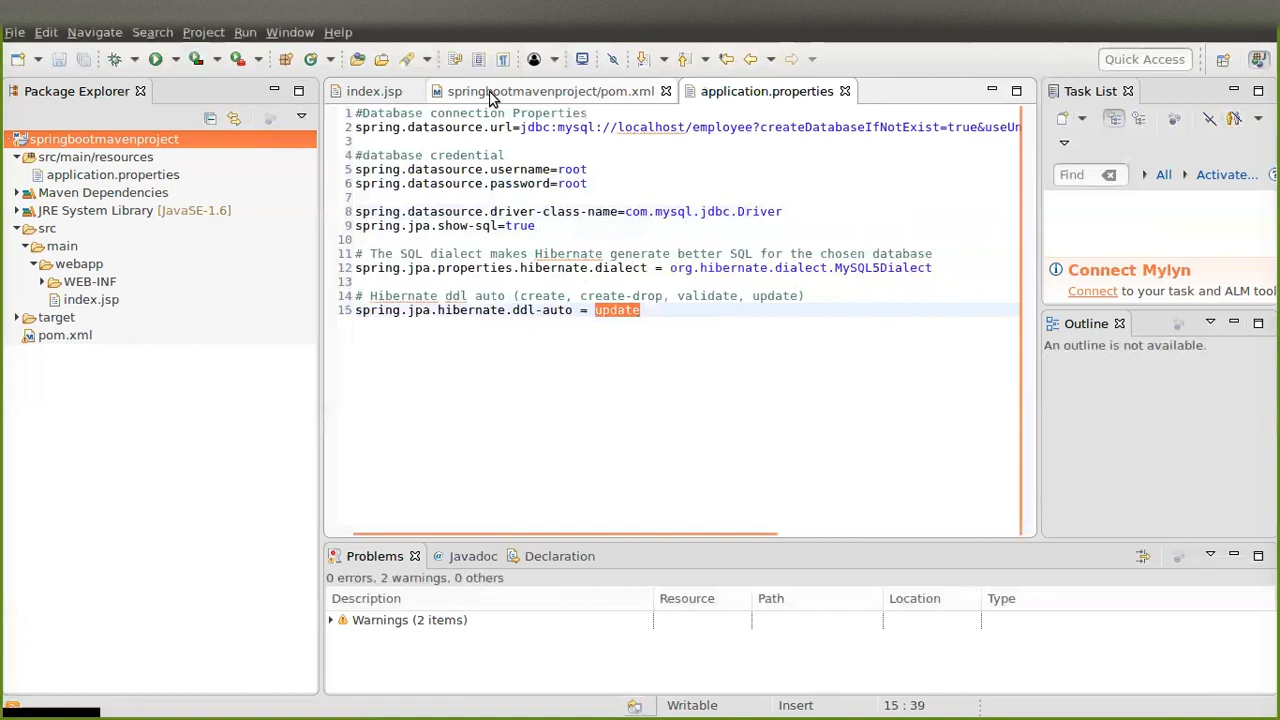 File Edit Navigate Search Project Run Window Help
Quick Access
Package Explorer
springbootmavenproject
src/main/resources
application.properties
Maven Dependencies
JRE System Library [JavaSE-1.6]
src
main
webapp
WEB-INF
index.jsp
target
pom.xml
index.jsp
springbootmavenproject/pom.xml
application.properties
1 #Database connection Properties
2 spring.datasource.url=jdbc:mysql://localhost/employee?createDatabaseIfNotExist=true&useUn
3
4 #database credential
5 spring.datasource.username=root
6 spring.datasource.password=root
7
8 spring.datasource.driver-class-name=com.mysql.jdbc.Driver
9 spring.jpa.show-sql=true
10
11 # The SQL dialect makes Hibernate generate better SQL for the chosen database
12 spring.jpa.properties.hibernate.dialect = org.hibernate.dialect.MySQL5Dialect
13
14 # Hibernate ddl auto (create, create-drop, validate, update)
15 spring.jpa.hibernate.ddl-auto = update
Task List
Find All Activate...
Connect Mylyn
Connect to your task and ALM tool
Outline
An outline is not available.
Problems Javadoc Declaration
0 errors, 2 warnings, 0 others
Description Resource Path Location Type
Warnings (2 items)
Writable Insert 15 : 39